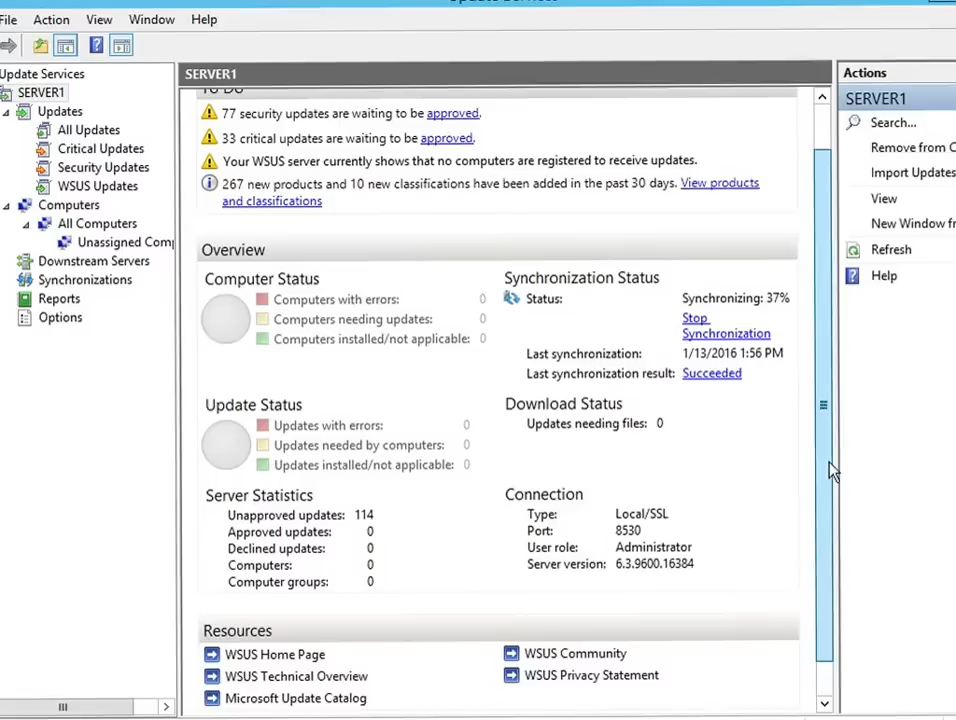 Update Services
File Action View Window Help
Update Services
SERVER1
Updates
All Updates
Critical Updates
Security Updates
WSUS Updates
Computers
All Computers
Unassigned Com
Downstream Servers
Synchronizations
Reports
Options
SERVER1
TO DO
77 security updates are waiting to be approved.
33 critical updates are waiting to be approved.
Your WSUS server currently shows that no computers are registered to receive updates.
267 new products and 10 new classifications have been added in the past 30 days. View products
and classifications
Overview
Computer Status
Computers with errors: 0
Computers needing updates: 0
Computers installed/not applicable: 0
Synchronization Status
Status: Synchronizing: 37%
Stop
Synchronization
Last synchronization: 1/13/2016 1:56 PM
Last synchronization result: Succeeded
Update Status
Updates with errors: 0
Updates needed by computers: 0
Updates installed/not applicable: 0
Download Status
Updates needing files: 0
Server Statistics
Unapproved updates: 114
Approved updates: 0
Declined updates: 0
Computers: 0
Computer groups: 0
Connection
Type: Local/SSL
Port: 8530
User role: Administrator
Server version: 6.3.9600.16384
Resources
WSUS Home Page
WSUS Technical Overview
Microsoft Update Catalog
WSUS Community
WSUS Privacy Statement
Actions
SERVER1
Search...
Remove from C
Import Updates
View
New Window fr
Refresh
Help